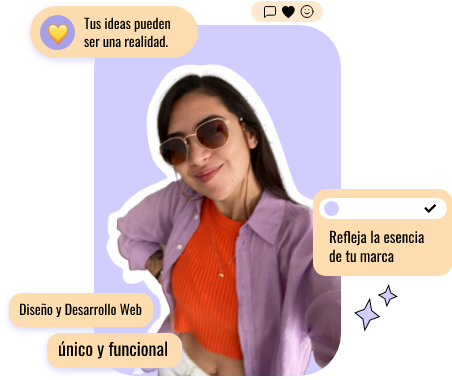 Tus ideas pueden
ser una realidad.
Refleja la esencia
de tu marca
Diseño y Desarrollo Web
único y funcional